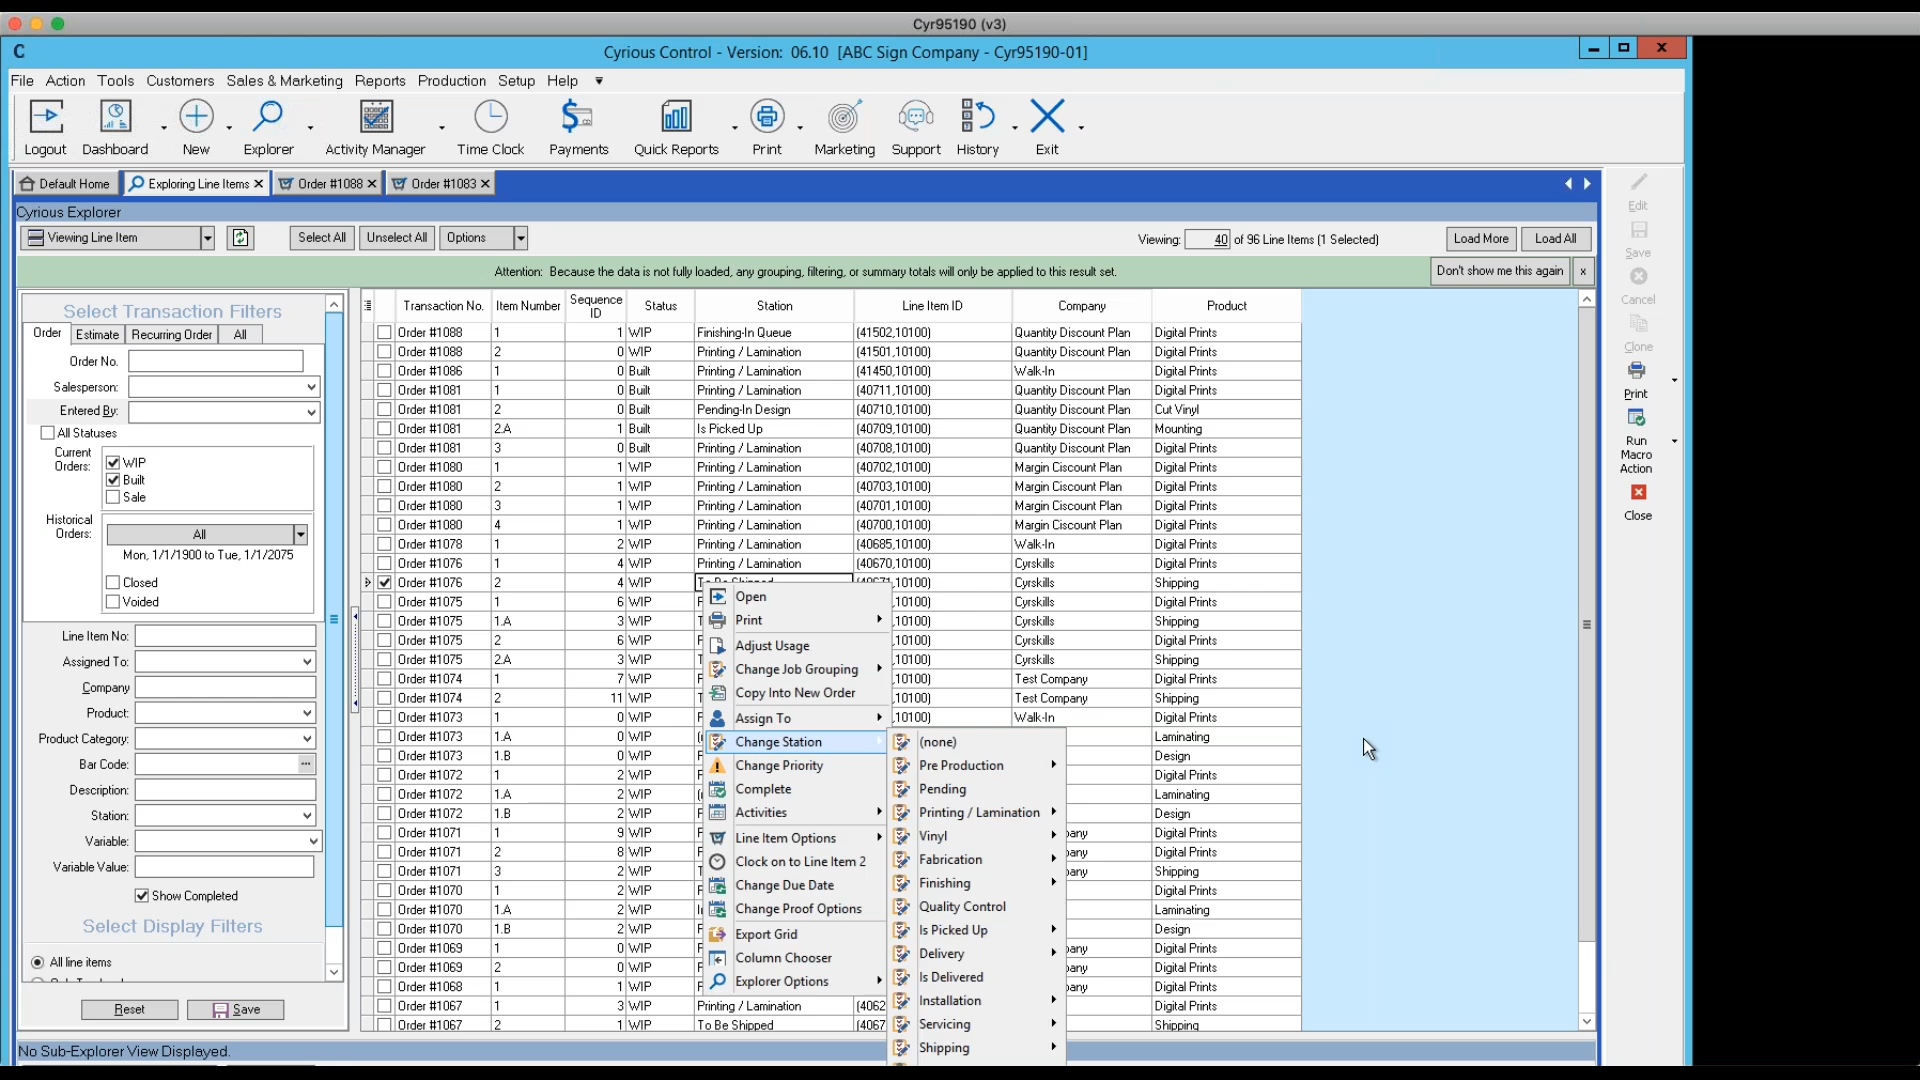 Cyr95190 (v3)
C
Cyrious Control - Version: 06.10 [ABC Sign Company - Cyr95190-01]
File Action Tools Customers Sales & Marketing Reports Production Setup Help
Logout Dashboard New Explorer Activity Manager Time Clock Payments Quick Reports Print Marketing Support History Exit
Default Home Exploring Line Items Order #1088 Order #1083
Cyrious Explorer
Viewing Line Item Select All Unselect All Options Viewing: 40 of 96 Line Items (1 Selected) Load More Load All
Attention: Because the data is not fully loaded, any grouping, filtering, or summary totals will only be applied to this result set. Don't show me this again x
Edit
Save
Cancel
Clone
Print
Run
Macro
Action
Close
Select Transaction Filters
Order Estimate Recurring Order All
Order No.
Salesperson:
Entered By:
All Statuses
Current
Orders:
WIP
Built
Sale
Historical
Orders:
All
Mon, 1/1/1900 to Tue, 1/1/2075
Closed
Voided
Line Item No:
Assigned To:
Company
Product:
Product Category:
Bar Code: ...
Description:
Station:
Variable:
Variable Value:
Show Completed
Select Display Filters
All line items
Reset Save
Transaction No. Item Number Sequence ID Status Station Line Item ID Company Product
Order #1088 1 1 WIP Finishing-In Queue (41502,10100) Quantity Discount Plan Digital Prints
Order #1088 2 0 WIP Printing / Lamination (41501,10100) Quantity Discount Plan Digital Prints
Order #1086 1 0 Built Printing / Lamination (41450,10100) Walk-In Digital Prints
Order #1081 1 0 Built Printing / Lamination (40711,10100) Quantity Discount Plan Digital Prints
Order #1081 2 0 Built Pending-In Design (40710,10100) Quantity Discount Plan Cut Vinyl
Order #1081 2.A 1 Built Is Picked Up (40709,10100) Quantity Discount Plan Mounting
Order #1081 3 0 Built Printing / Lamination (40708,10100) Quantity Discount Plan Digital Prints
Order #1080 1 1 WIP Printing / Lamination (40702,10100) Margin Ciscount Plan Digital Prints
Order #1080 2 1 WIP Printing / Lamination (40703,10100) Margin Ciscount Plan Digital Prints
Order #1080 3 1 WIP Printing / Lamination (40701,10100) Margin Ciscount Plan Digital Prints
Order #1080 4 1 WIP Printing / Lamination (40700,10100) Margin Ciscount Plan Digital Prints
Order #1078 1 2 WIP Printing / Lamination (40685,10100) Walk-In Digital Prints
Order #1076 1 4 WIP Printing / Lamination (40670,10100) Cyrskills Digital Prints
Order #1076 2 4 WIP To Be Shipped (40671,10100) Cyrskills Shipping
Order #1075 1 6 WIP ,10100) Cyrskills Digital Prints
Order #1075 1.A 3 WIP ,10100) Cyrskills Shipping
Order #1075 2 6 WIP ,10100) Cyrskills Digital Prints
Order #1075 2.A 3 WIP ,10100) Cyrskills Shipping
Order #1074 1 7 WIP ,10100) Test Company Digital Prints
Order #1074 2 11 WIP ,10100) Test Company Shipping
Order #1073 1 0 WIP ,10100) Walk-In Digital Prints
Order #1073 1.A 0 WIP Laminating
Order #1073 1.B 0 WIP Design
Order #1072 1 2 WIP Digital Prints
Order #1072 1.A 2 WIP Laminating
Order #1072 1.B 2 WIP Design
Order #1071 1 9 WIP pany Digital Prints
Order #1071 2 8 WIP pany Digital Prints
Order #1071 3 2 WIP pany Shipping
Order #1070 1 2 WIP Digital Prints
Order #1070 1.A 2 WIP Laminating
Order #1070 1.B 2 WIP Design
Order #1069 1 0 WIP pany Digital Prints
Order #1069 2 0 WIP pany Digital Prints
Order #1068 1 1 WIP pany Digital Prints
Order #1067 1 3 WIP Printing / Lamination (4062 Digital Prints
Order #1067 2 1 WIP To Be Shipped (4067 Shipping
Open
Print
Adjust Usage
Change Job Grouping
Copy Into New Order
Assign To
Change Station
Change Priority
Complete
Activities
Line Item Options
Clock on to Line Item 2
Change Due Date
Change Proof Options
Export Grid
Column Chooser
Explorer Options
(none)
Pre Production
Pending
Printing / Lamination
Vinyl
Fabrication
Finishing
Quality Control
Is Picked Up
Delivery
Is Delivered
Installation
Servicing
Shipping
No Sub-Explorer View Displayed.